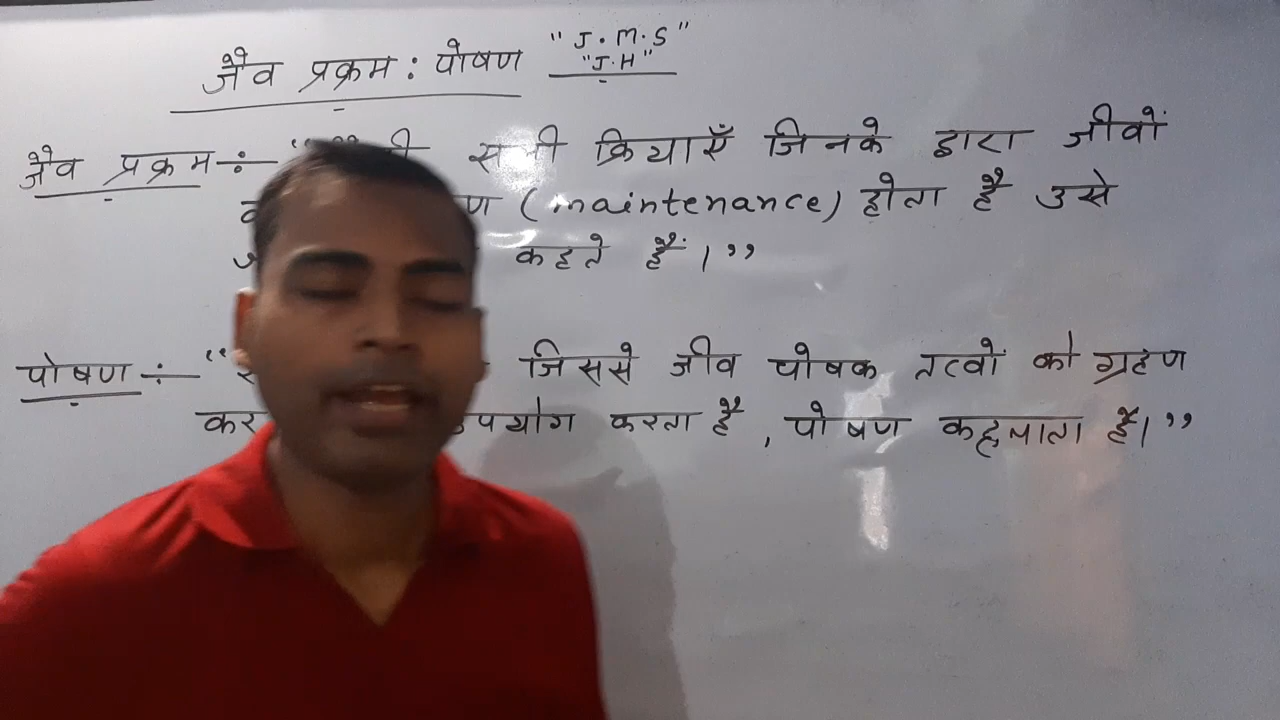 जैव प्रक्रम : पोषण "J.M.S"
"J.H"
जैव प्रक्रम ÷ " क्रियाएँ जिनके द्वारा जीवों
(maintenance) होता है उसे
कहते हैं।"
पोषण ÷ " जिससे जीव पोषक तत्वों को ग्रहण
कर उपयोग करता है, पोषण कहलाता है।"